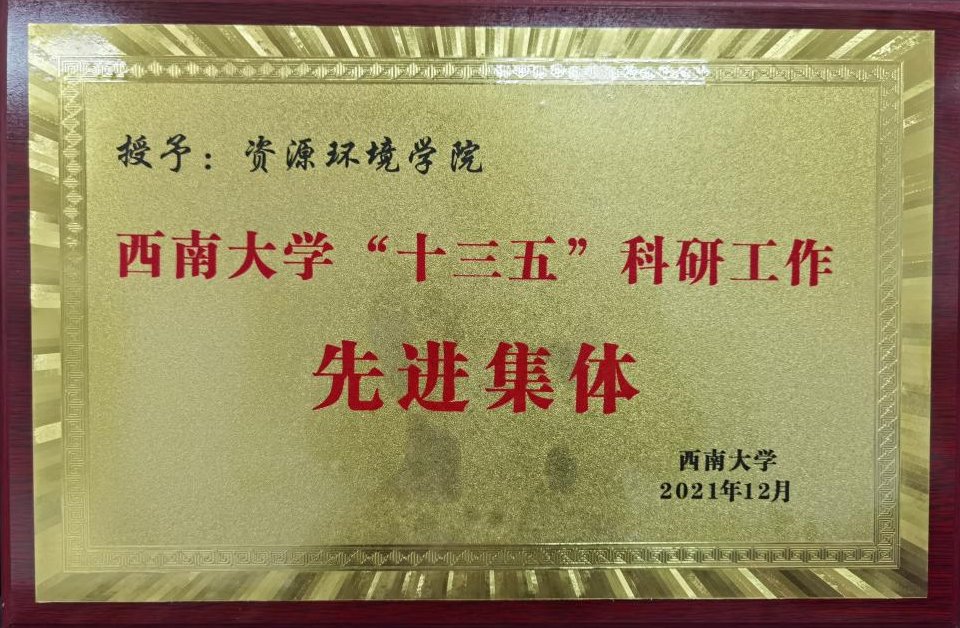 授予：资源环境学院
西南大学“十三五”科研工作
先进集体
西南大学
2021年12月